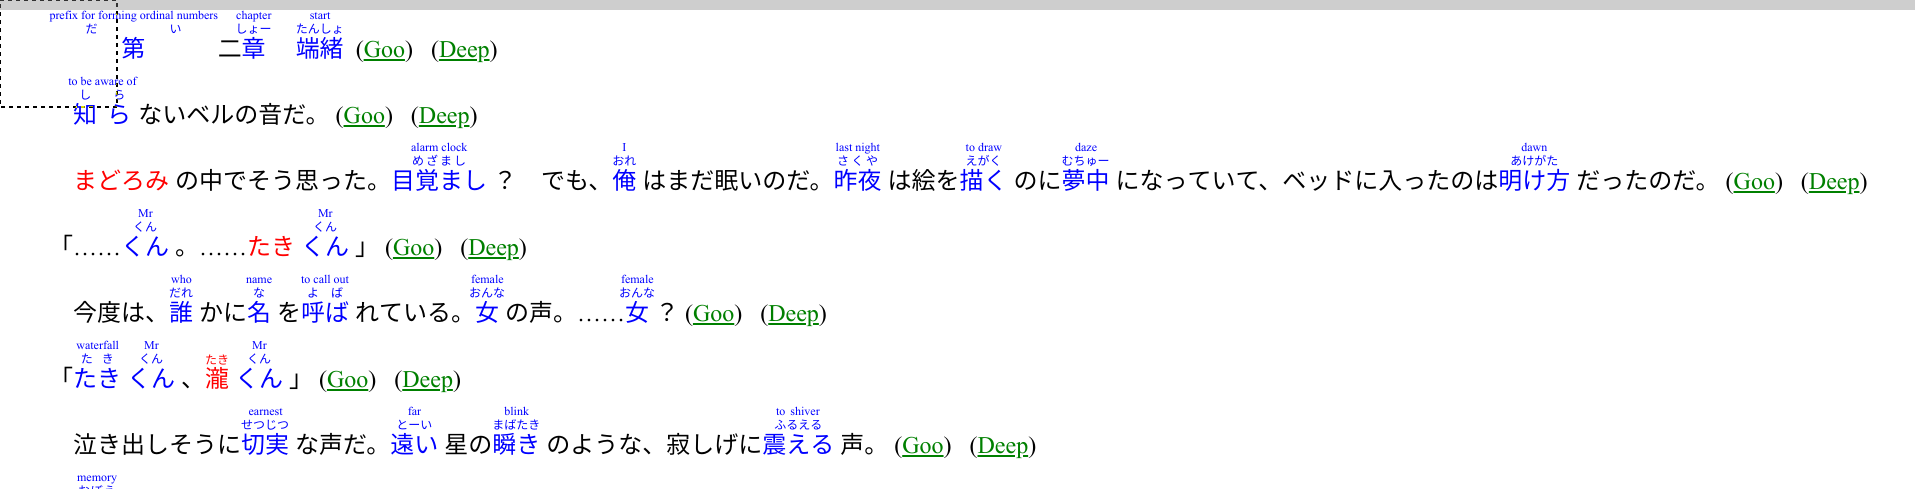 prefix for forming ordinal numbers chapter start
だ い しょー たんしょ
第 二章 端緒 (Goo) (Deep)
to be aware of
し ら
知 ら ないベルの音だ。 (Goo) (Deep)
alarm clock I last night to draw daze dawn
めざまし おれ さくや えがく むちゅー あけがた
まどろみ の中でそう思った。目覚まし ？ でも、俺 はまだ眠いのだ。昨夜 は絵を描く のに夢中 になっていて、ベッドに入ったのは明け方 だったのだ。 (Goo) (Deep)
Mr Mr
くん くん
「……くん 。……たき くん 」 (Goo) (Deep)
who name to call out female female
だれ な よ ば おんな おんな
今度は、誰 かに名 を呼ば れている。女 の声。……女 ？ (Goo) (Deep)
waterfall Mr Mr
た き くん たき くん
「たき くん 、瀧 くん 」 (Goo) (Deep)
earnest far blink to shiver
せつじつ とーい まばたき ふるえる
泣き出しそうに切実 な声だ。遠い 星の瞬き のような、寂しげに震える 声。 (Goo) (Deep)
memory